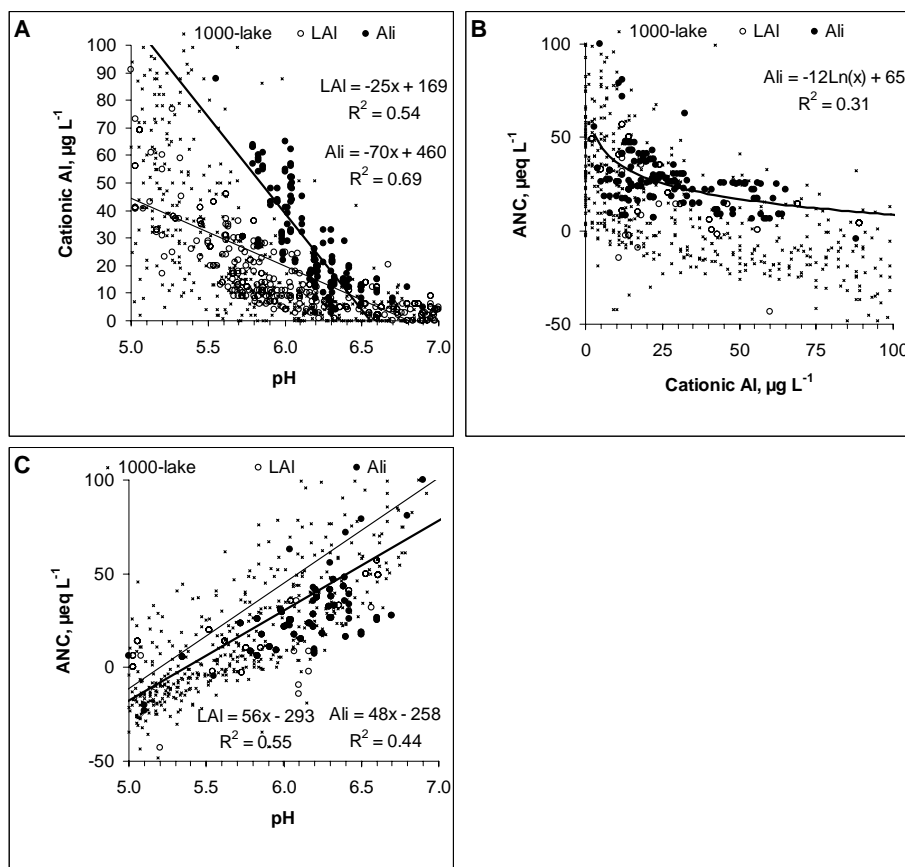 A
1000-lake LAl Ali
LAl = -25x + 169
R² = 0.54
Ali = -70x + 460
R² = 0.69
Cationic Al, µg L⁻¹
100
90
80
70
60
50
40
30
20
10
0
5.0 5.5 6.0 6.5 7.0
pH
B
1000-lake LAl Ali
Ali = -12Ln(x) + 65
R² = 0.31
ANC, µeq L⁻¹
100
50
0
-50
0 25 50 75 100
Cationic Al, µg L⁻¹
C
1000-lake LAl Ali
ANC, µeq L⁻¹
100
50
0
-50
LAl = 56x - 293 Ali = 48x - 258
R² = 0.55 R² = 0.44
5.0 5.5 6.0 6.5 7.0
pH